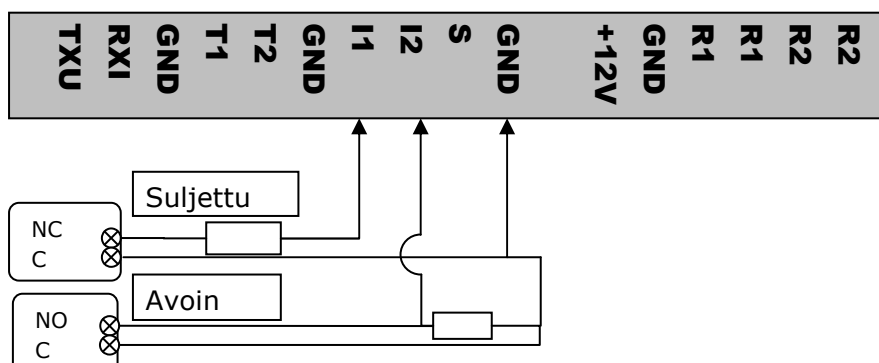 TXU RXI GND T1 T2 GND I1 I2 S GND +12V GND R1 R1 R2 R2
Suljettu
NC
C
Avoin
NO
C